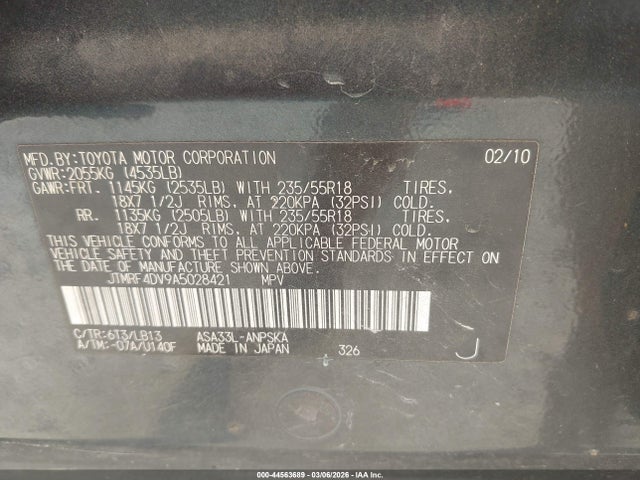 MFD.BY:TOYOTA MOTOR CORPORATION 02/10
GVWR:2055KG (4535LB)
GAWR:FRT. 1145KG (2535LB) WITH 235/55R18 TIRES.
18X7 1/2J RIMS. AT 220KPA (32PSI) COLD.
RR. 1135KG (2505LB) WITH 235/55R18 TIRES.
18X7 1/2J RIMS. AT 220KPA (32PSI) COLD.
THIS VEHICLE CONFORMS TO ALL APPLICABLE FEDERAL MOTOR
VEHICLE SAFETY AND THEFT PREVENTION STANDARDS IN EFFECT
ON THE DATE OF MANUFACTURE SHOWN ABOVE.
JTMRF4DV9A5028421 MPV
C/TR:6T3/LB13 ASA33L-ANPSKA
A/TM:-07A/U140F MADE IN JAPAN 326 J
000-44563689 - 03/06/2026 - IAA Inc.